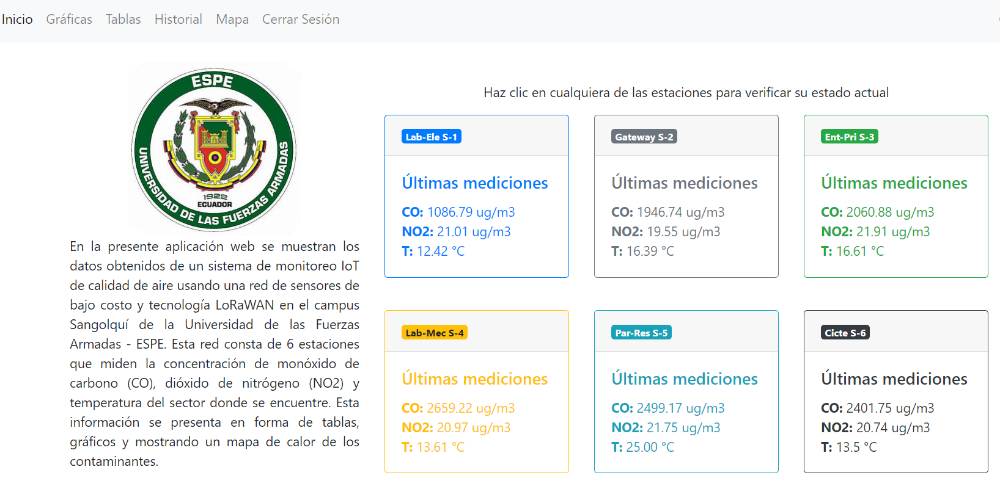 Inicio Gráficas Tablas Historial Mapa Cerrar Sesión
ESPE
UNIVERSIDAD DE LAS FUERZAS ARMADAS
1922
ECUADOR
En la presente aplicación web se muestran los
datos obtenidos de un sistema de monitoreo IoT
de calidad de aire usando una red de sensores de
bajo costo y tecnología LoRaWAN en el campus
Sangolquí de la Universidad de las Fuerzas
Armadas - ESPE. Esta red consta de 6 estaciones
que miden la concentración de monóxido de
carbono (CO), dióxido de nitrógeno (NO2) y
temperatura del sector donde se encuentre. Esta
información se presenta en forma de tablas,
gráficos y mostrando un mapa de calor de los
contaminantes.
Haz clic en cualquiera de las estaciones para verificar su estado actual
Lab-Ele S-1
Últimas mediciones
CO: 1086.79 ug/m3
NO2: 21.01 ug/m3
T: 12.42 °C
Gateway S-2
Últimas mediciones
CO: 1946.74 ug/m3
NO2: 19.55 ug/m3
T: 16.39 °C
Ent-Pri S-3
Últimas mediciones
CO: 2060.88 ug/m3
NO2: 21.91 ug/m3
T: 16.61 °C
Lab-Mec S-4
Últimas mediciones
CO: 2659.22 ug/m3
NO2: 20.97 ug/m3
T: 13.61 °C
Par-Res S-5
Últimas mediciones
CO: 2499.17 ug/m3
NO2: 21.75 ug/m3
T: 25.00 °C
Cicte S-6
Últimas mediciones
CO: 2401.75 ug/m3
NO2: 20.74 ug/m3
T: 13.5 °C